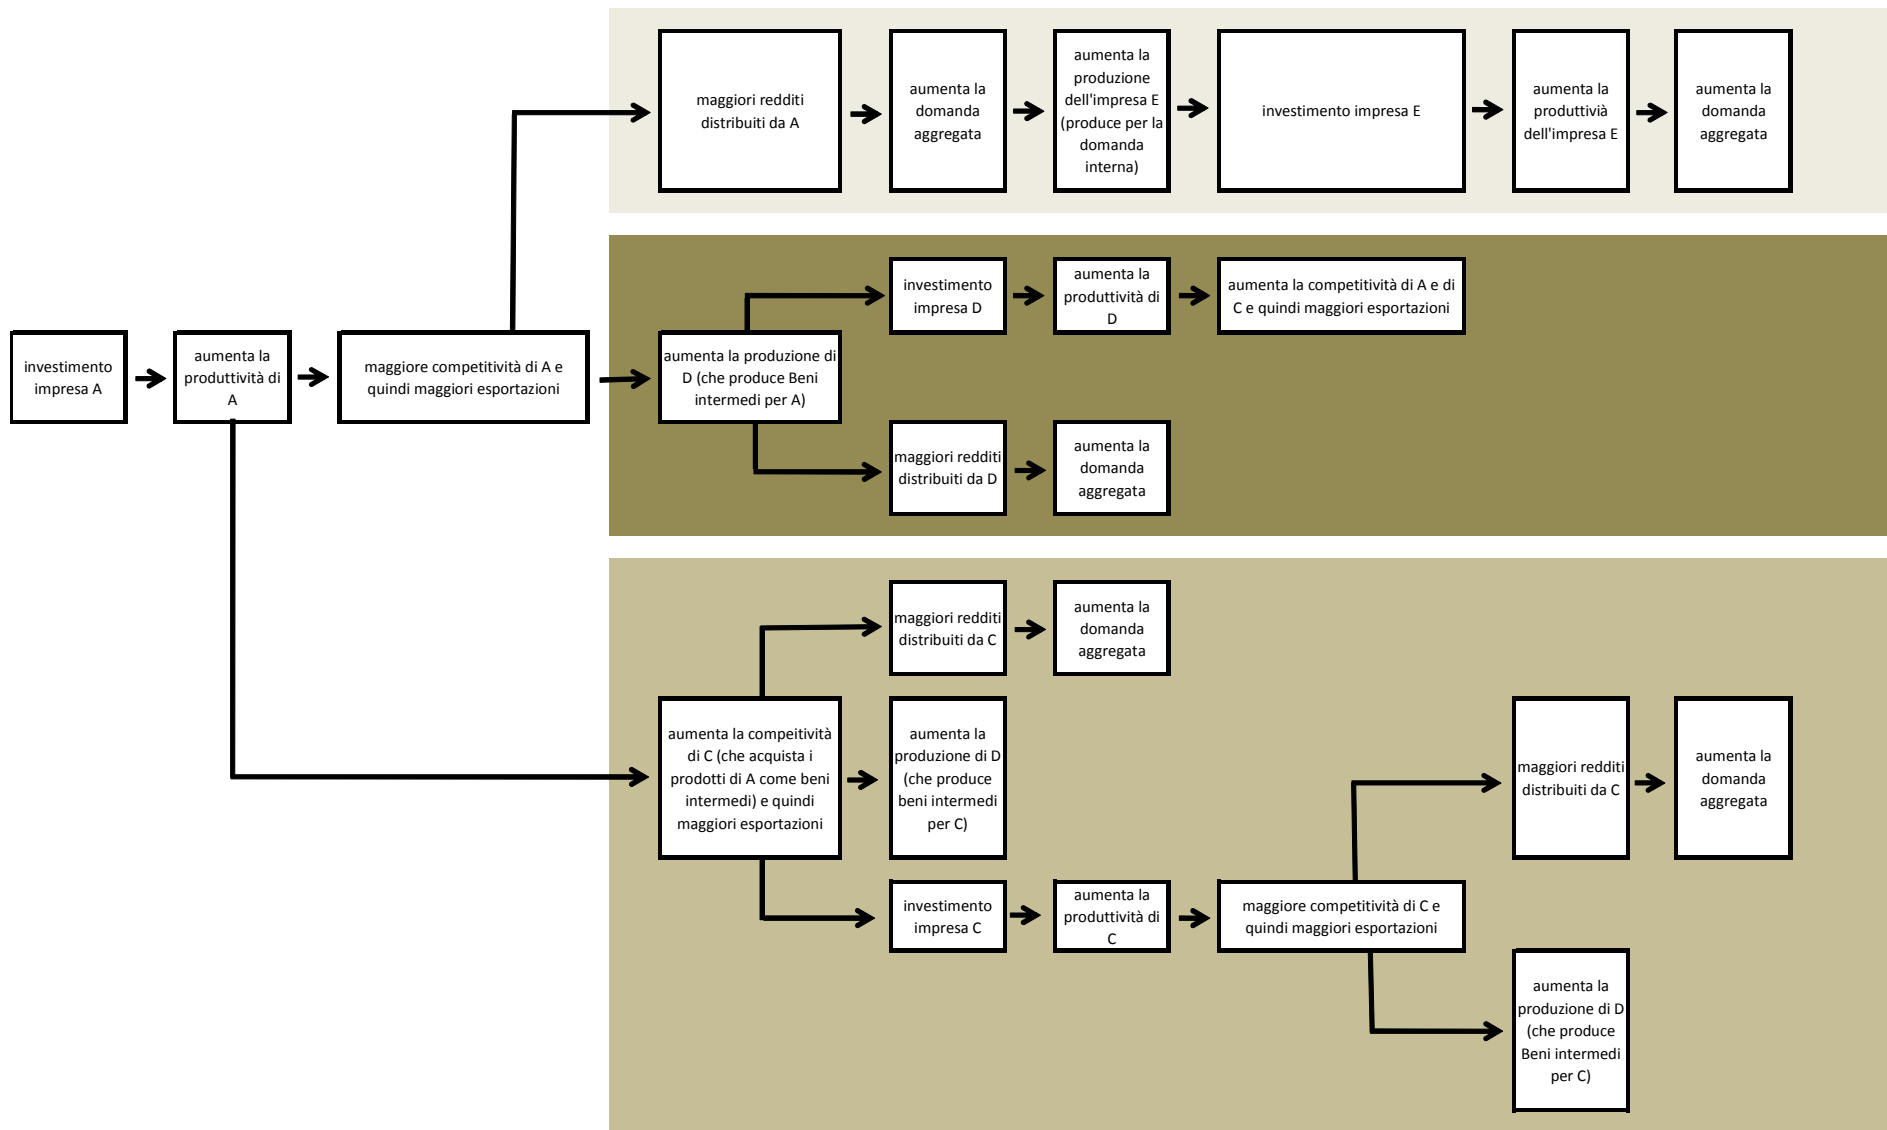 investimento
impresa A
aumenta la
produttività di
A
maggiore competitività di A e
quindi maggiori esportazioni
maggiori redditi
distribuiti da A
aumenta la
domanda
aggregata
aumenta la
produzione
dell'impresa E
(produce per la
domanda
interna)
investimento impresa E
aumenta la
produttivià
dell'impresa E
aumenta la
domanda
aggregata
aumenta la produzione di
D (che produce Beni
intermedi per A)
investimento
impresa D
aumenta la
produttività di
D
aumenta la competitività di A e di
C e quindi maggiori esportazioni
maggiori redditi
distribuiti da D
aumenta la
domanda
aggregata
aumenta la compeitività
di C (che acquista i
prodotti di A come beni
intermedi) e quindi
maggiori esportazioni
maggiori redditi
distribuiti da C
aumenta la
domanda
aggregata
aumenta la
produzione di D
(che produce
beni intermedi
per C)
investimento
impresa C
aumenta la
produttività di
C
maggiore competitività di C e
quindi maggiori esportazioni
maggiori redditi
distribuiti da C
aumenta la
domanda
aggregata
aumenta la
produzione di D
(che produce
Beni intermedi
per C)